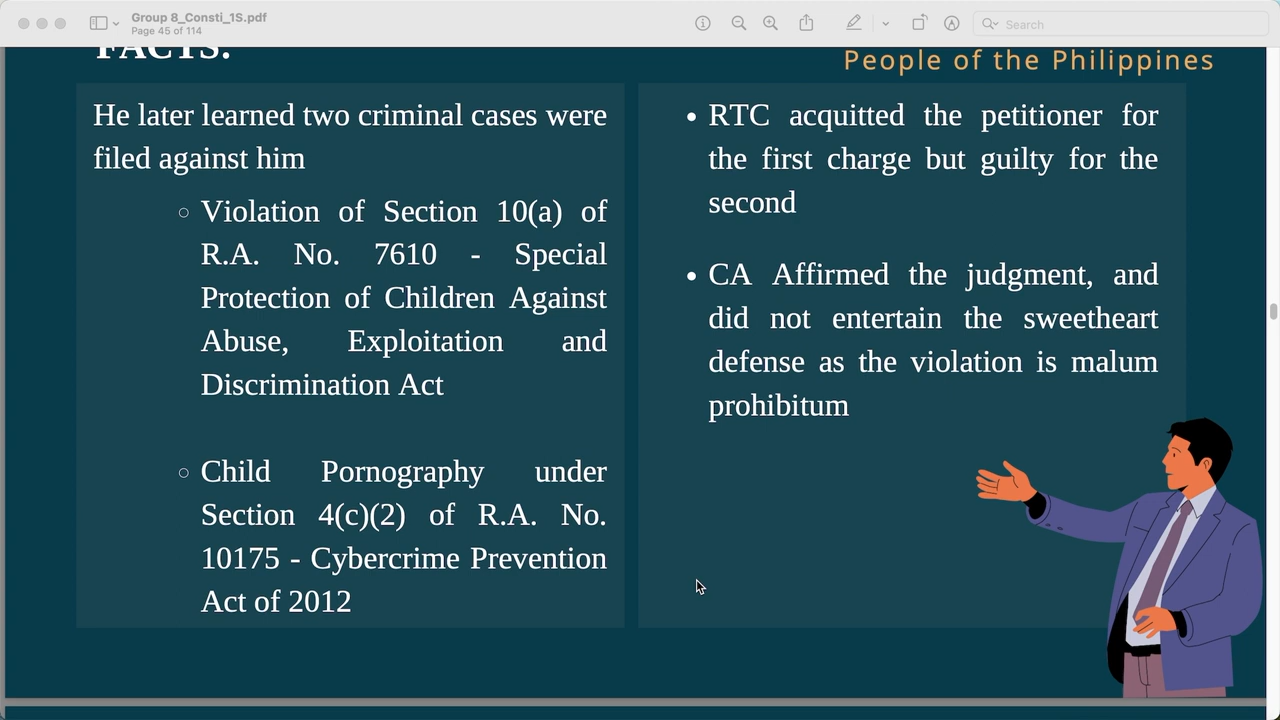 Group 8_Consti_1S.pdf
Page 45 of 114
Search
FACTS:
People of the Philippines
He later learned two criminal cases were
filed against him
Violation of Section 10(a) of
R.A. No. 7610 - Special
Protection of Children Against
Abuse, Exploitation and
Discrimination Act
Child Pornography under
Section 4(c)(2) of R.A. No.
10175 - Cybercrime Prevention
Act of 2012
• RTC acquitted the petitioner for
the first charge but guilty for the
second
• CA Affirmed the judgment, and
did not entertain the sweetheart
defense as the violation is malum
prohibitum